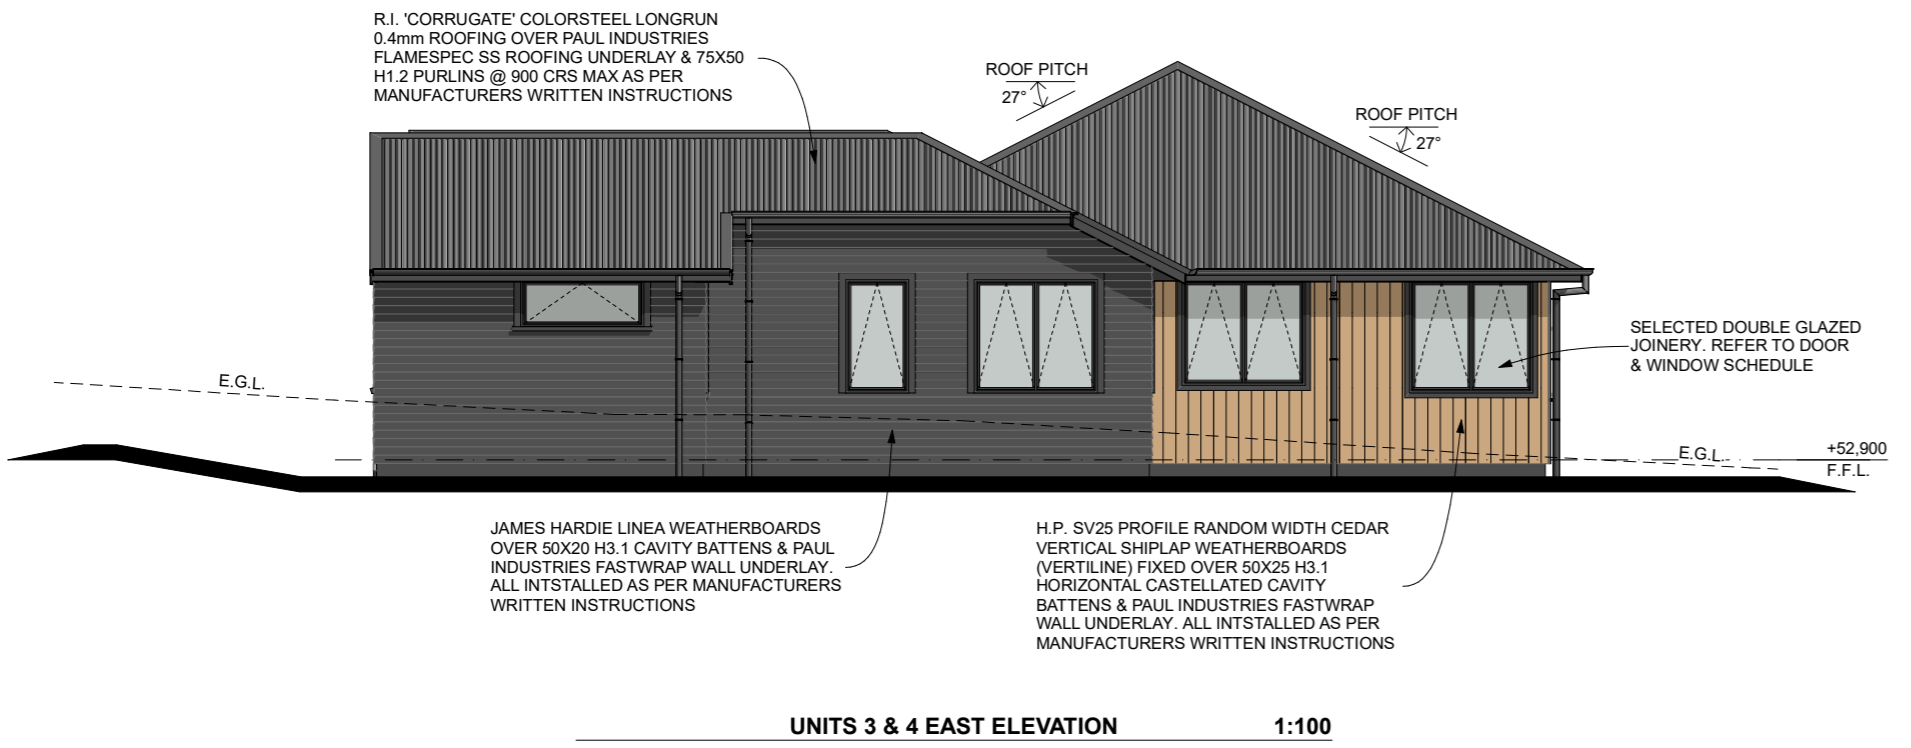 R.I. 'CORRUGATE' COLORSTEEL LONGRUN
0.4mm ROOFING OVER PAUL INDUSTRIES
FLAMESPEC SS ROOFING UNDERLAY & 75X50
H1.2 PURLINS @ 900 CRS MAX AS PER
MANUFACTURERS WRITTEN INSTRUCTIONS
ROOF PITCH
27°
ROOF PITCH
27°
SELECTED DOUBLE GLAZED
JOINERY. REFER TO DOOR
& WINDOW SCHEDULE
E.G.L.
E.G.L.
+52,900
F.F.L.
JAMES HARDIE LINEA WEATHERBOARDS
OVER 50X20 H3.1 CAVITY BATTENS & PAUL
INDUSTRIES FASTWRAP WALL UNDERLAY.
ALL INTSTALLED AS PER MANUFACTURERS
WRITTEN INSTRUCTIONS
H.P. SV25 PROFILE RANDOM WIDTH CEDAR
VERTICAL SHIPLAP WEATHERBOARDS
(VERTILINE) FIXED OVER 50X25 H3.1
HORIZONTAL CASTELLATED CAVITY
BATTENS & PAUL INDUSTRIES FASTWRAP
WALL UNDERLAY. ALL INTSTALLED AS PER
MANUFACTURERS WRITTEN INSTRUCTIONS
UNITS 3 & 4 EAST ELEVATION 1:100